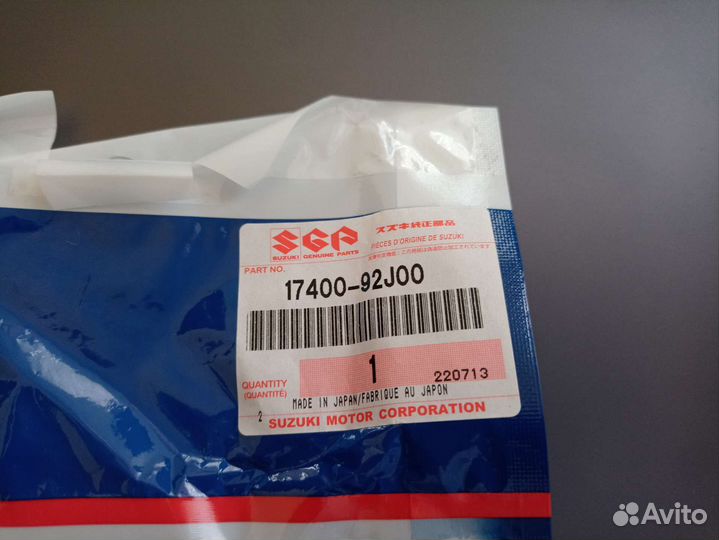 SGP
スズキ純正部品
SUZUKI GENUINE PARTS
PIÈCES D'ORIGINE DE SUZUKI
PART NO.
17400-92J00
QUANTITY
(QUANTITÉ)
1
220713
2
MADE IN JAPAN/FABRIQUE AU JAPON
SUZUKI MOTOR CORPORATION
Avito